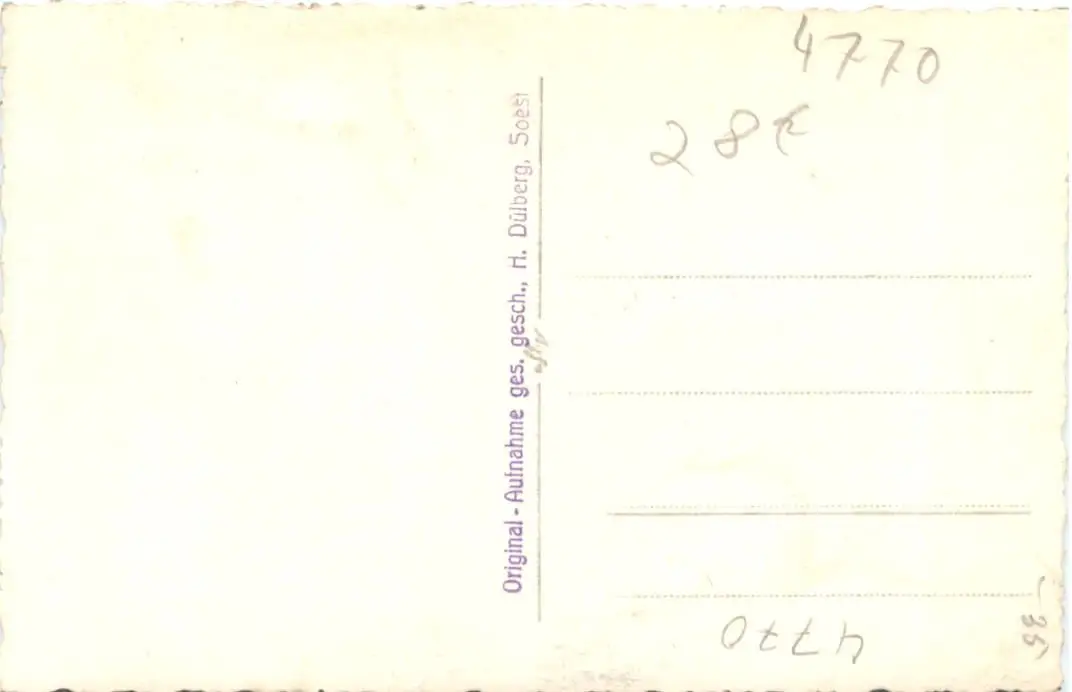 4770
28€
Original - Aufnahme ges. gesch., H. Dülberg, Soest
4770